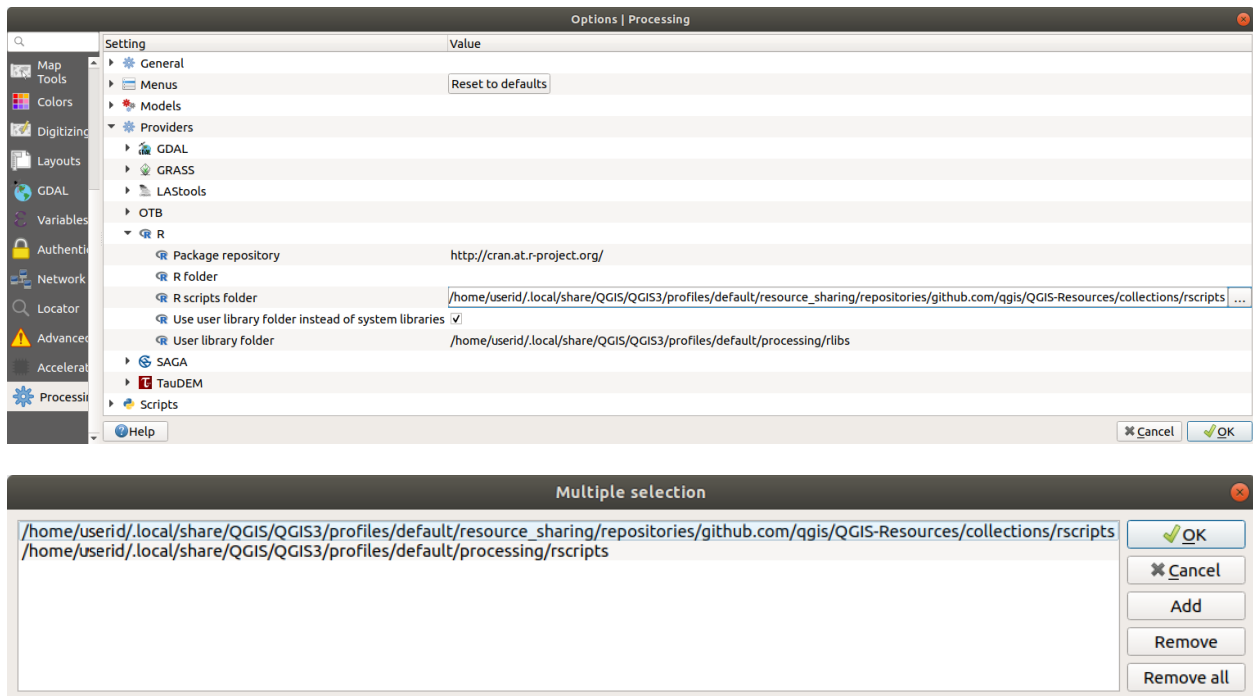 Options | Processing
Setting Value
Map Tools
General
Menus Reset to defaults
Colors
Models
Digitizing
Providers
GDAL
Layouts
GRASS
GDAL
LAStools
Variables
OTB
R
Authenti
Package repository http://cran.at.r-project.org/
Network
R folder
R scripts folder /home/userid/.local/share/QGIS/QGIS3/profiles/default/resource_sharing/repositories/github.com/qgis/QGIS-Resources/collections/rscripts ...
Locator
Use user library folder instead of system libraries
Advanced
User library folder /home/userid/.local/share/QGIS/QGIS3/profiles/default/processing/rlibs
Accelerat
SAGA
TauDEM
Processin
Scripts
Help Cancel OK
Multiple selection
/home/userid/.local/share/QGIS/QGIS3/profiles/default/resource_sharing/repositories/github.com/qgis/QGIS-Resources/collections/rscripts
/home/userid/.local/share/QGIS/QGIS3/profiles/default/processing/rscripts
OK
Cancel
Add
Remove
Remove all